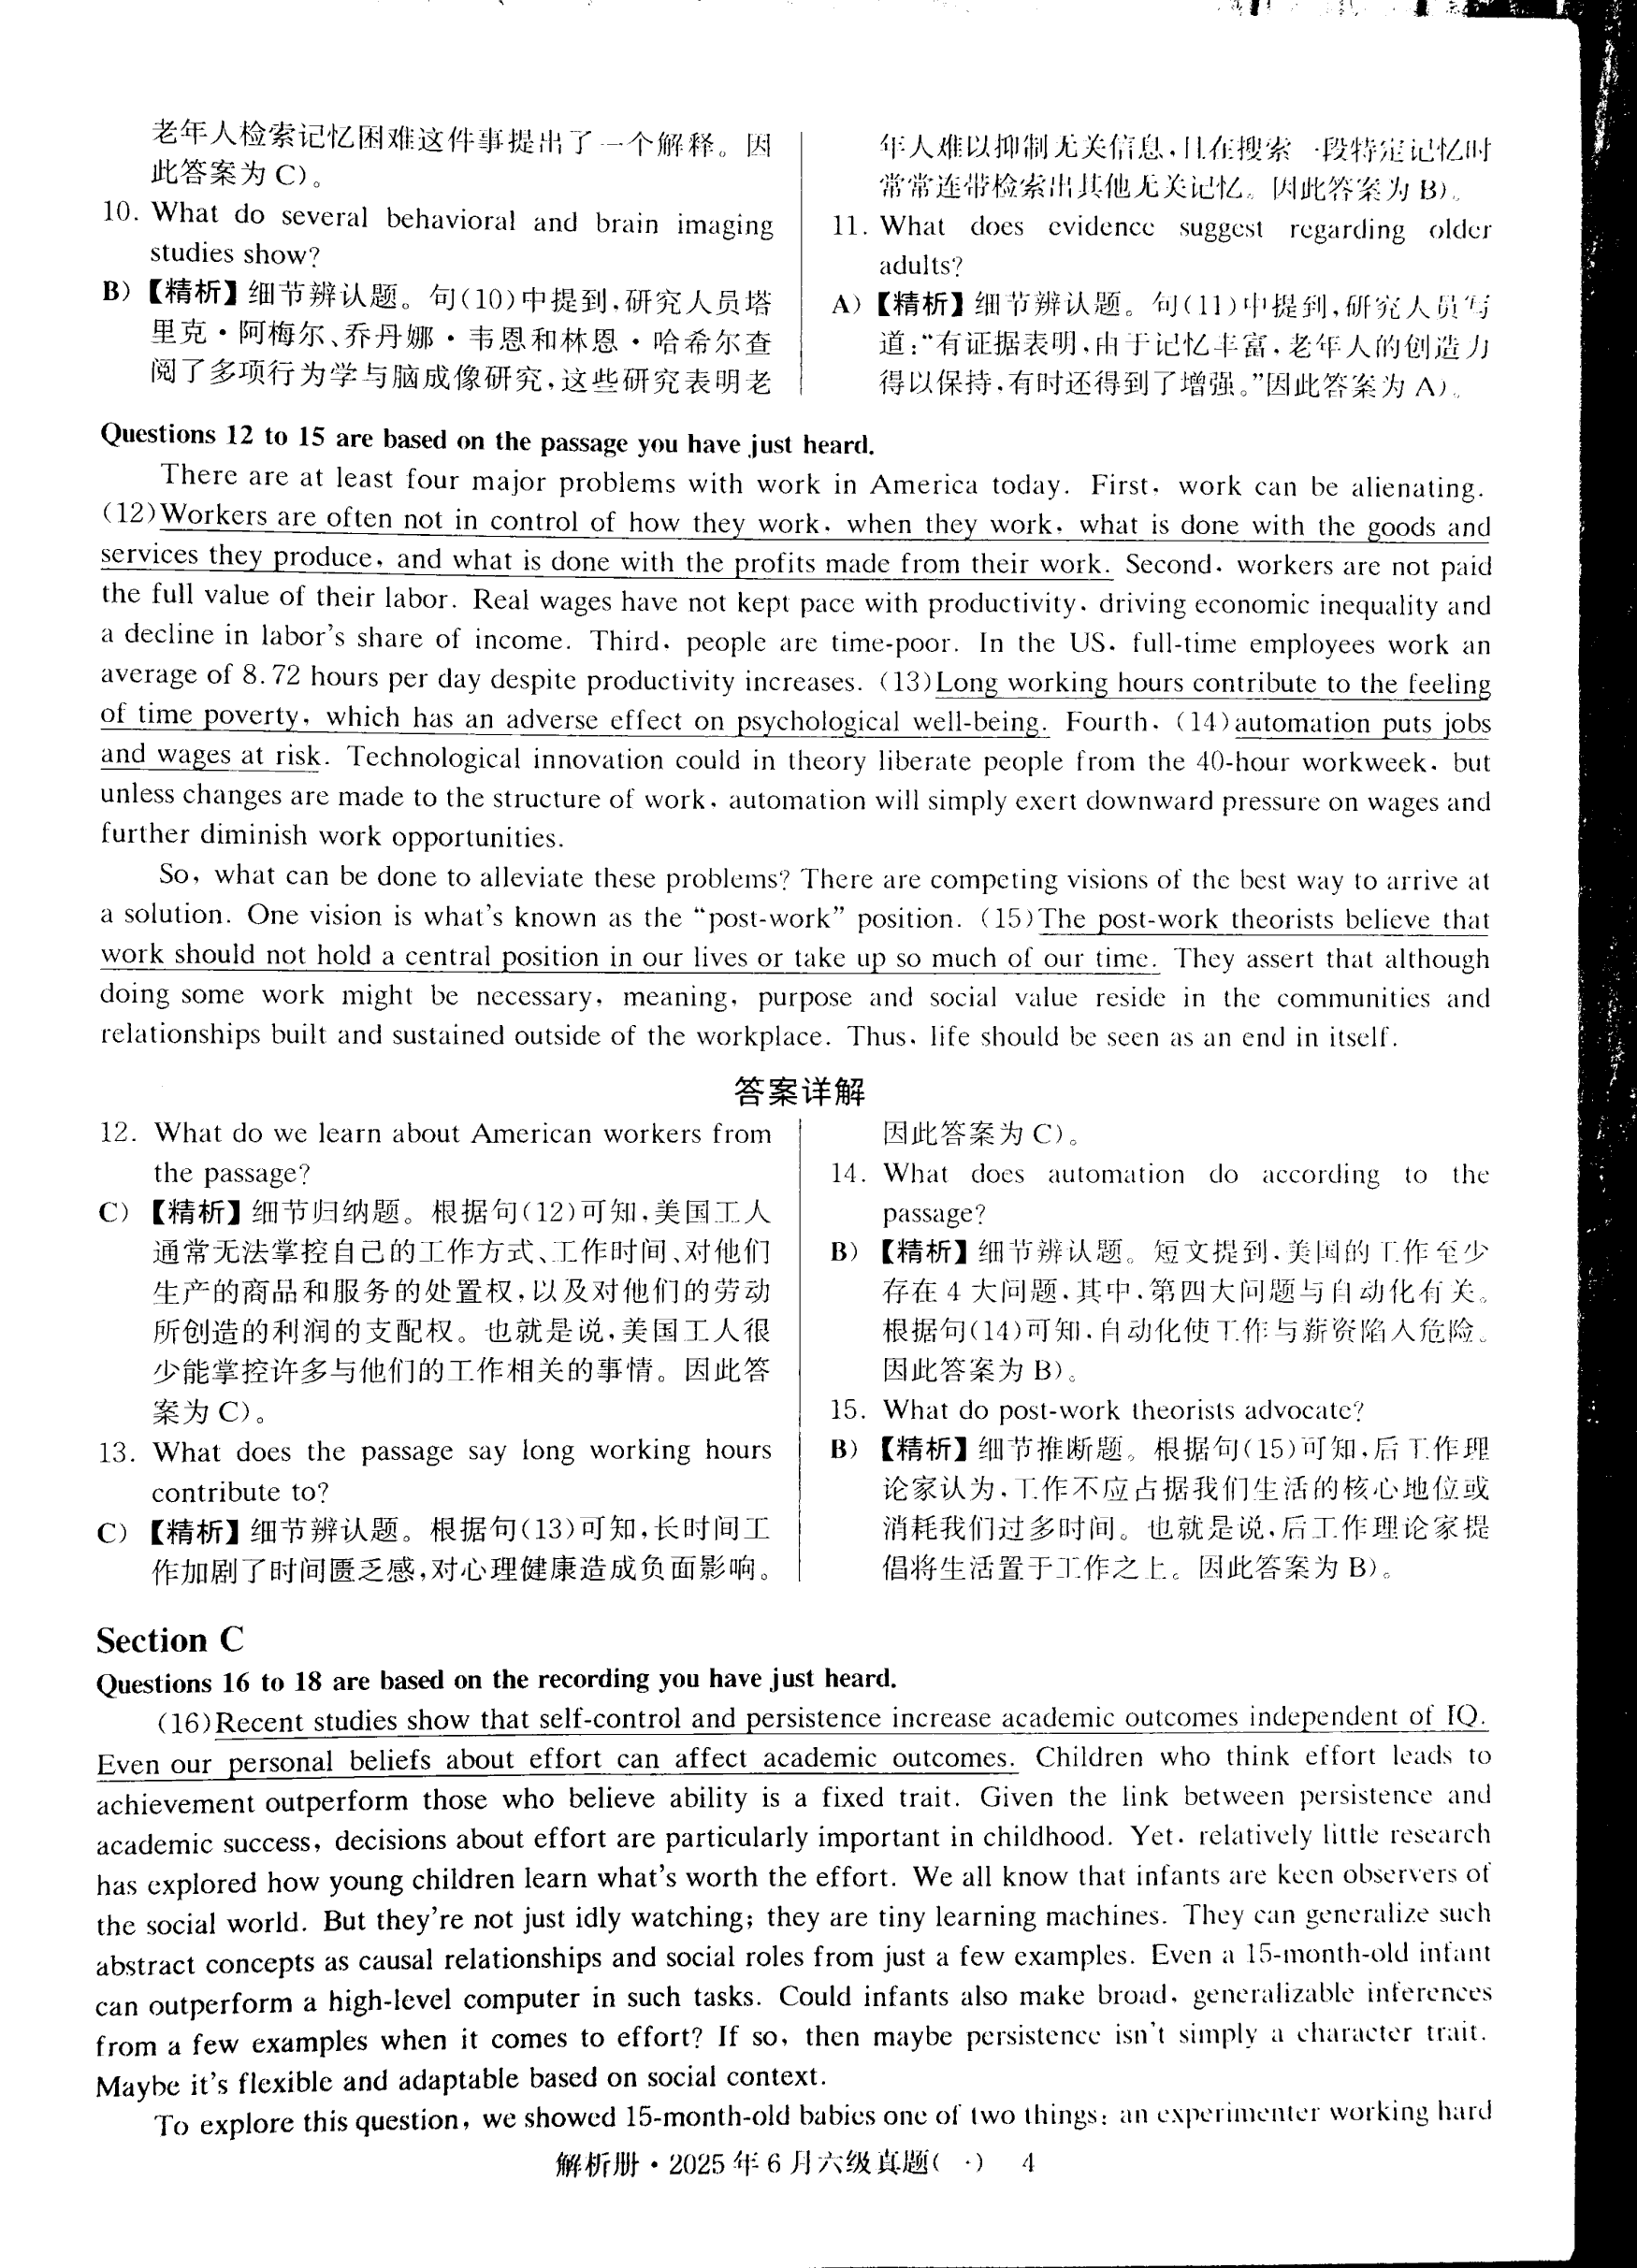 老年人检索记忆困难这件事提出了一个解释。因
此答案为 C)。
10. What do several behavioral and brain imaging
studies show?
B) 【精析】细节辨认题。句(10)中提到,研究人员塔
里克·阿梅尔、乔丹娜·韦恩和林恩·哈希尔查
阅了多项行为学与脑成像研究,这些研究表明老
年人难以抑制无关信息,且在搜索一段特定记忆时
常常连带检索出其他无关记忆。因此答案为 B)。
11. What does evidence suggest regarding older
adults?
A) 【精析】细节辨认题。句(11)中提到,研究人员写
道:“有证据表明,由于记忆丰富,老年人的创造力
得以保持,有时还得到了增强。”因此答案为 A)。
Questions 12 to 15 are based on the passage you have just heard.
There are at least four major problems with work in America today. First, work can be alienating.
(12)Workers are often not in control of how they work, when they work, what is done with the goods and
services they produce, and what is done with the profits made from their work. Second, workers are not paid
the full value of their labor. Real wages have not kept pace with productivity, driving economic inequality and
a decline in labor's share of income. Third, people are time-poor. In the US, full-time employees work an
average of 8.72 hours per day despite productivity increases. (13)Long working hours contribute to the feeling
of time poverty, which has an adverse effect on psychological well-being. Fourth, (14)automation puts jobs
and wages at risk. Technological innovation could in theory liberate people from the 40-hour workweek, but
unless changes are made to the structure of work, automation will simply exert downward pressure on wages and
further diminish work opportunities.
So, what can be done to alleviate these problems? There are competing visions of the best way to arrive at
a solution. One vision is what's known as the “post-work” position. (15)The post-work theorists believe that
work should not hold a central position in our lives or take up so much of our time. They assert that although
doing some work might be necessary, meaning, purpose and social value reside in the communities and
relationships built and sustained outside of the workplace. Thus, life should be seen as an end in itself.
答案详解
12. What do we learn about American workers from
the passage?
C) 【精析】细节归纳题。根据句(12)可知,美国工人
通常无法掌控自己的工作方式、工作时间、对他们
生产的商品和服务的处置权,以及对他们的劳动
所创造的利润的支配权。也就是说,美国工人很
少能掌控许多与他们的工作相关的事情。因此答
案为 C)。
13. What does the passage say long working hours
contribute to?
C) 【精析】细节辨认题。根据句(13)可知,长时间工
作加剧了时间匮乏感,对心理健康造成负面影响。
因此答案为 C)。
14. What does automation do according to the
passage?
B) 【精析】细节辨认题。短文提到,美国的工作至少
存在 4 大问题,其中,第四大问题与自动化有关。
根据句(14)可知,自动化使工作与薪资陷入危险。
因此答案为 B)。
15. What do post-work theorists advocate?
B) 【精析】细节推断题。根据句(15)可知,后工作理
论家认为,工作不应占据我们生活的核心地位或
消耗我们过多时间。也就是说,后工作理论家提
倡将生活置于工作之上。因此答案为 B)。
Section C
Questions 16 to 18 are based on the recording you have just heard.
(16)Recent studies show that self-control and persistence increase academic outcomes independent of IQ.
Even our personal beliefs about effort can affect academic outcomes. Children who think effort leads to
achievement outperform those who believe ability is a fixed trait. Given the link between persistence and
academic success, decisions about effort are particularly important in childhood. Yet, relatively little research
has explored how young children learn what's worth the effort. We all know that infants are keen observers of
the social world. But they're not just idly watching; they are tiny learning machines. They can generalize such
abstract concepts as causal relationships and social roles from just a few examples. Even a 15-month-old infant
can outperform a high-level computer in such tasks. Could infants also make broad, generalizable inferences
from a few examples when it comes to effort? If so, then maybe persistence isn't simply a character trait.
Maybe it's flexible and adaptable based on social context.
To explore this question, we showed 15-month-old babies one of two things: an experimenter working hard
解析册·2025 年 6 月六级真题(一) 4